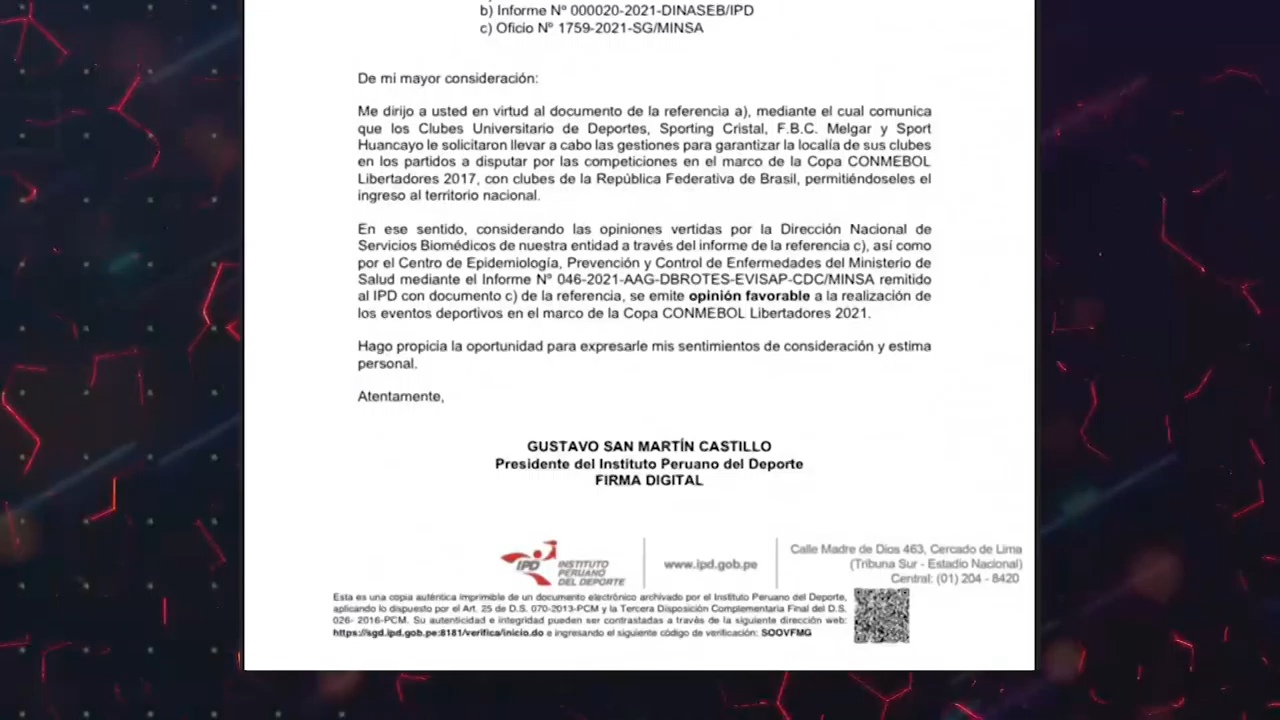 b) Informe Nº 000020-2021-DINASEB/IPD
c) Oficio Nº 1759-2021-SG/MINSA
De mi mayor consideración:
Me dirijo a usted en virtud al documento de la referencia a), mediante el cual comunica
que los Clubes Universitario de Deportes, Sporting Cristal, F.B.C. Melgar y Sport
Huancayo le solicitaron llevar a cabo las gestiones para garantizar la localía de sus clubes
en los partidos a disputar por las competiciones en el marco de la Copa CONMEBOL
Libertadores 2017, con clubes de la República Federativa de Brasil, permitiéndoseles el
ingreso al territorio nacional.
En ese sentido, considerando las opiniones vertidas por la Dirección Nacional de
Servicios Biomédicos de nuestra entidad a través del informe de la referencia c), así como
por el Centro de Epidemiología, Prevención y Control de Enfermedades del Ministerio de
Salud mediante el Informe Nº 046-2021-AAG-DBROTES-EVISAP-CDC/MINSA remitido
al IPD con documento c) de la referencia, se emite opinión favorable a la realización de
los eventos deportivos en el marco de la Copa CONMEBOL Libertadores 2021.
Hago propicia la oportunidad para expresarle mis sentimientos de consideración y estima
personal.
Atentamente,
GUSTAVO SAN MARTÍN CASTILLO
Presidente del Instituto Peruano del Deporte
FIRMA DIGITAL
IPD
INSTITUTO
PERUANO
DEL DEPORTE
www.ipd.gob.pe
Calle Madre de Dios 463, Cercado de Lima
(Tribuna Sur - Estadio Nacional)
Central: (01) 204 - 8420
Esta es una copia auténtica imprimible de un documento electrónico archivado por el Instituto Peruano del Deporte,
aplicando lo dispuesto por el Art. 25 de D.S. 070-2013-PCM y la Tercera Disposición Complementaria Final del D.S.
026- 2016-PCM. Su autenticidad e integridad pueden ser contrastadas a través de la siguiente dirección web:
https://sgd.ipd.gob.pe:8181/verifica/inicio.do e ingresando el siguiente código de verificación: SOOVFMG